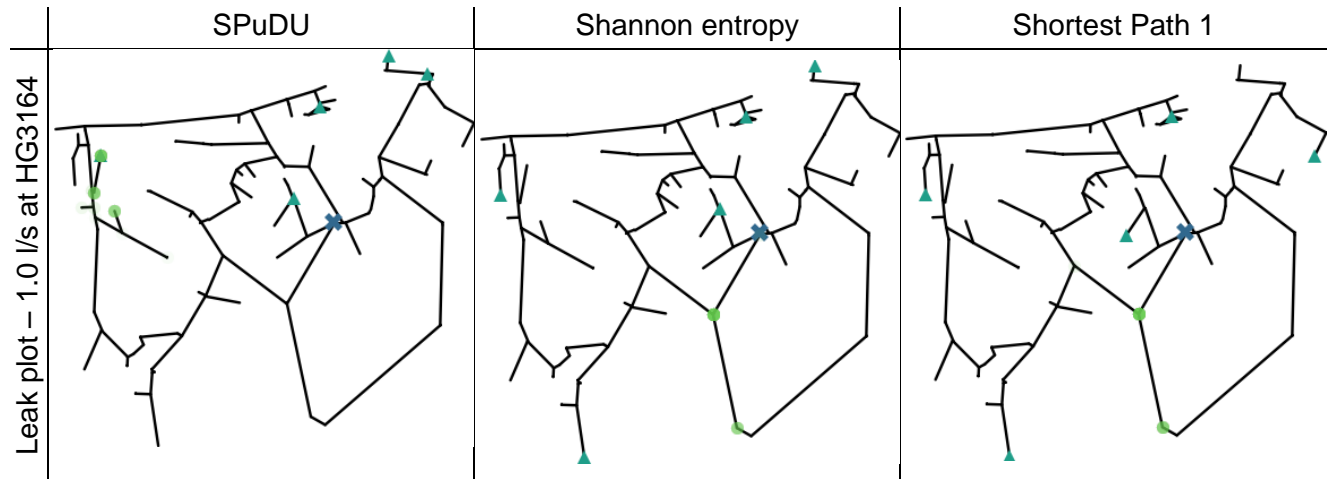 SPuDU
Shannon entropy
Shortest Path 1
Leak plot – 1.0 l/s at HG3164